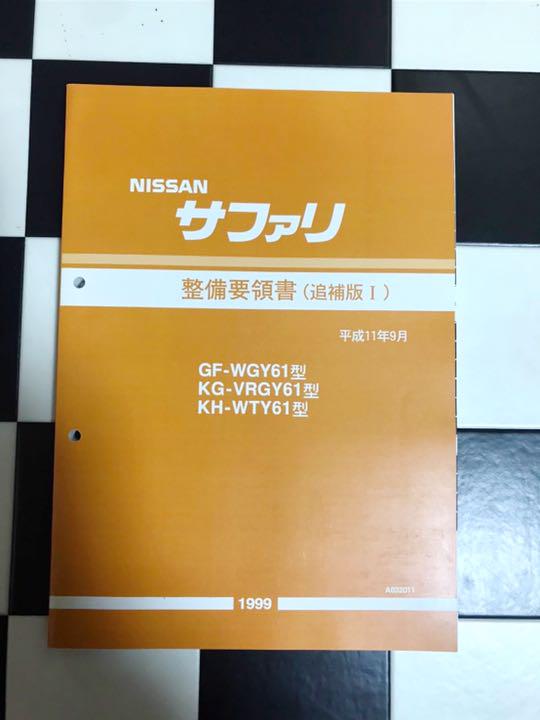 NISSAN
サファリ
整備要領書(追補版Ⅰ)
平成11年9月
GF-WGY61型
KG-VRGY61型
KH-WTY61型
A032011
1999